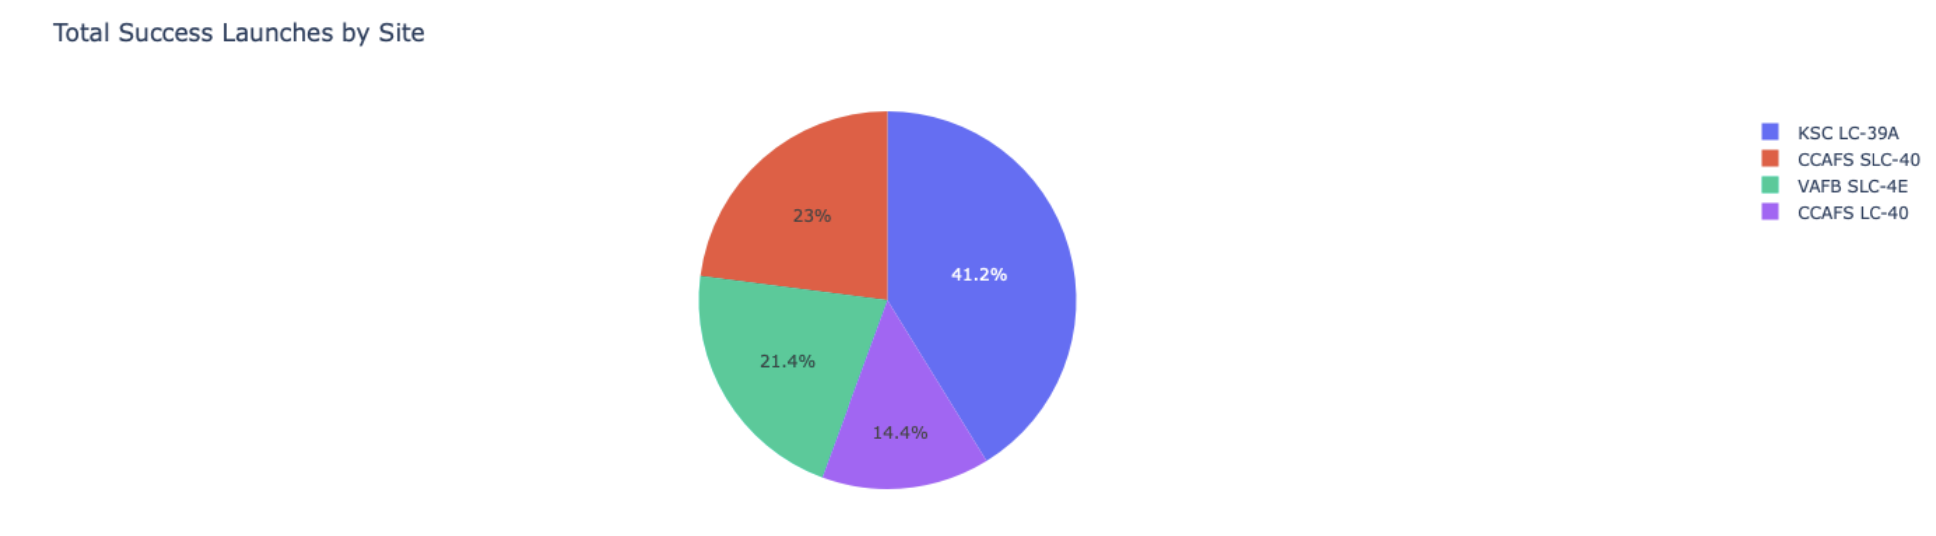 Total Success Launches by Site
KSC LC-39A
CCAFS SLC-40
VAFB SLC-4E
CCAFS LC-40
23%
41.2%
21.4%
14.4%